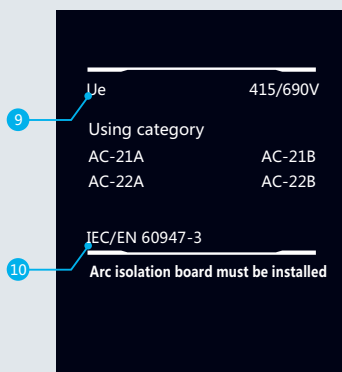 9 Ue 415/690V
Using category
AC-21A AC-21B
AC-22A AC-22B
IEC/EN 60947-3
10 Arc isolation board must be installed